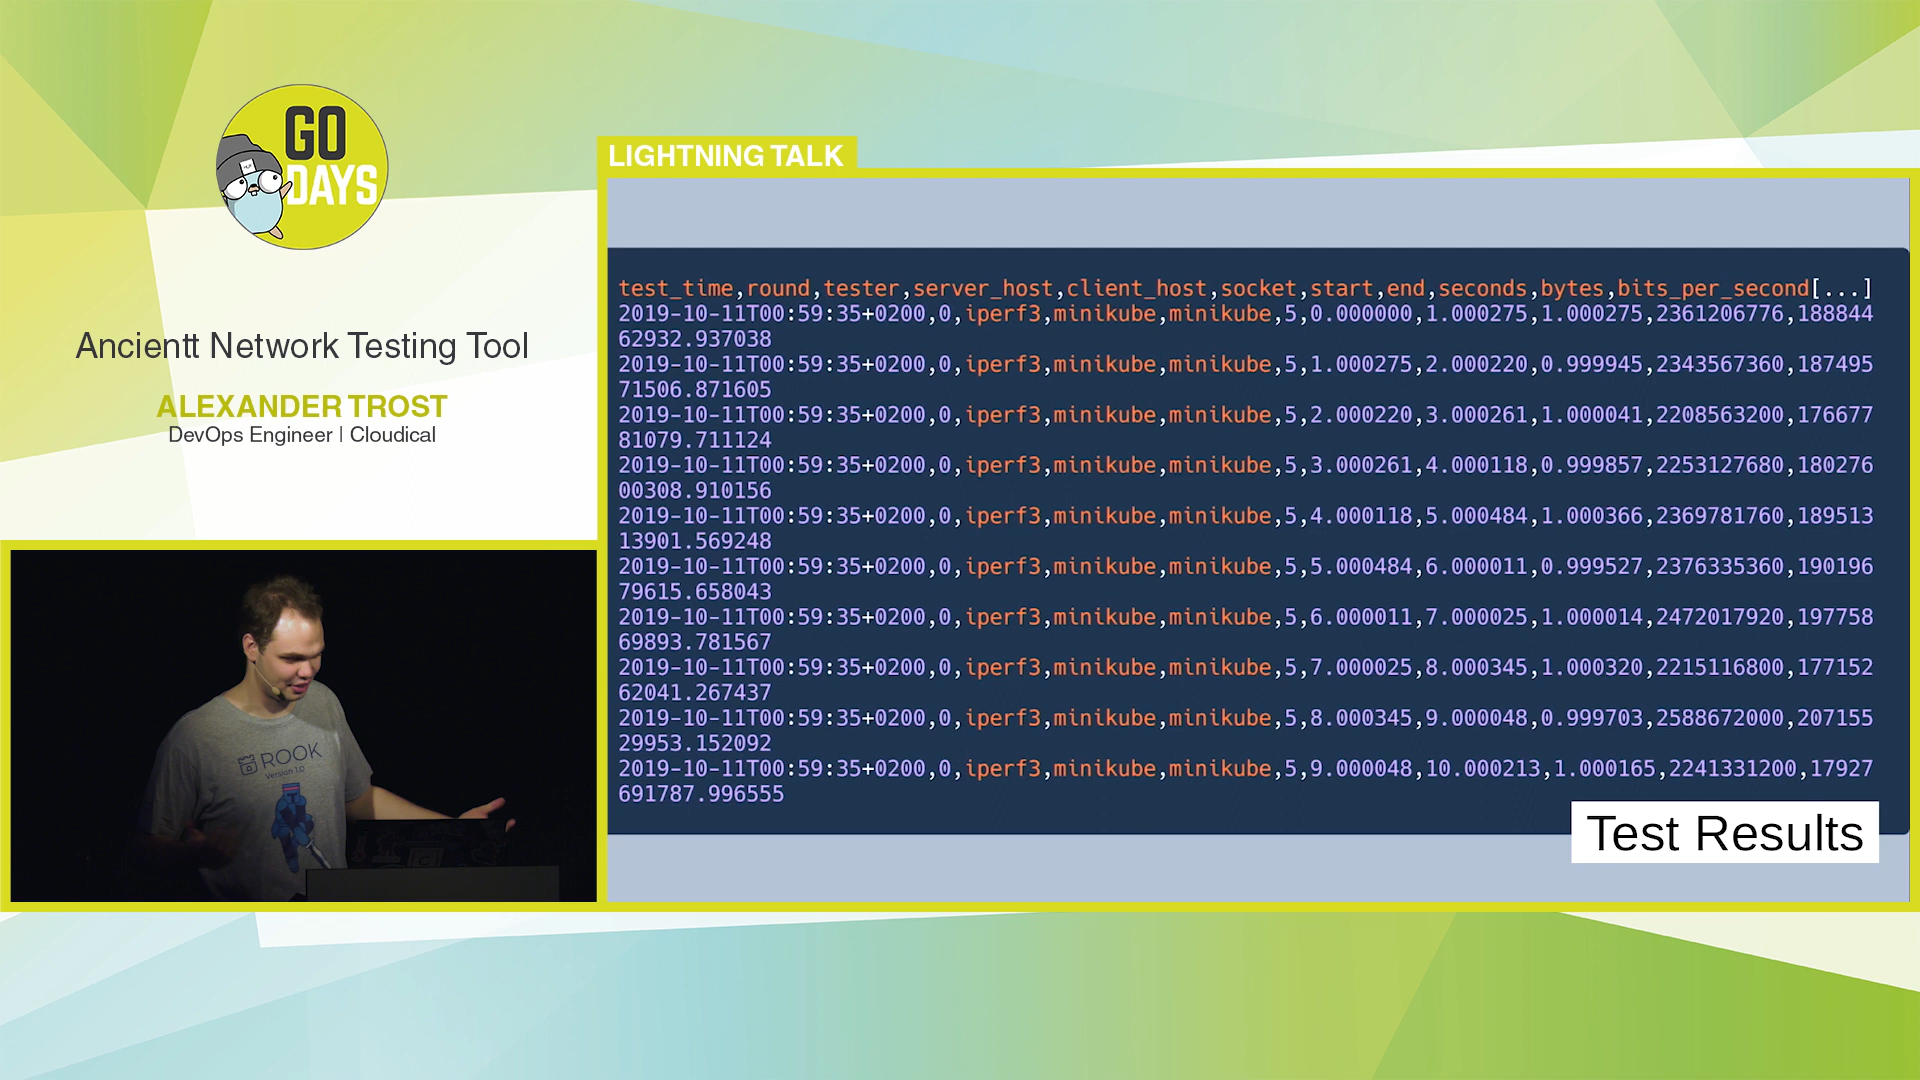 GO
DAYS
Ancientt Network Testing Tool
ALEXANDER TROST
DevOps Engineer | Cloudical
ROOK
Version 1.0
LIGHTNING TALK
test_time,round,tester,server_host,client_host,socket,start,end,seconds,bytes,bits_per_second[...]
2019-10-11T00:59:35+0200,0,iperf3,minikube,minikube,5,0.000000,1.000275,1.000275,2361206776,188844
62932.937038
2019-10-11T00:59:35+0200,0,iperf3,minikube,minikube,5,1.000275,2.000220,0.999945,2343567360,187495
71506.871605
2019-10-11T00:59:35+0200,0,iperf3,minikube,minikube,5,2.000220,3.000261,1.000041,2208563200,176677
81079.711124
2019-10-11T00:59:35+0200,0,iperf3,minikube,minikube,5,3.000261,4.000118,0.999857,2253127680,180276
00308.910156
2019-10-11T00:59:35+0200,0,iperf3,minikube,minikube,5,4.000118,5.000484,1.000366,2369781760,189513
13901.569248
2019-10-11T00:59:35+0200,0,iperf3,minikube,minikube,5,5.000484,6.000011,0.999527,2376335360,190196
79615.658043
2019-10-11T00:59:35+0200,0,iperf3,minikube,minikube,5,6.000011,7.000025,1.000014,2472017920,197758
69893.781567
2019-10-11T00:59:35+0200,0,iperf3,minikube,minikube,5,7.000025,8.000345,1.000320,2215116800,177152
62041.267437
2019-10-11T00:59:35+0200,0,iperf3,minikube,minikube,5,8.000345,9.000048,0.999703,2588672000,207155
29953.152092
2019-10-11T00:59:35+0200,0,iperf3,minikube,minikube,5,9.000048,10.000213,1.000165,2241331200,17927
691787.996555
Test Results